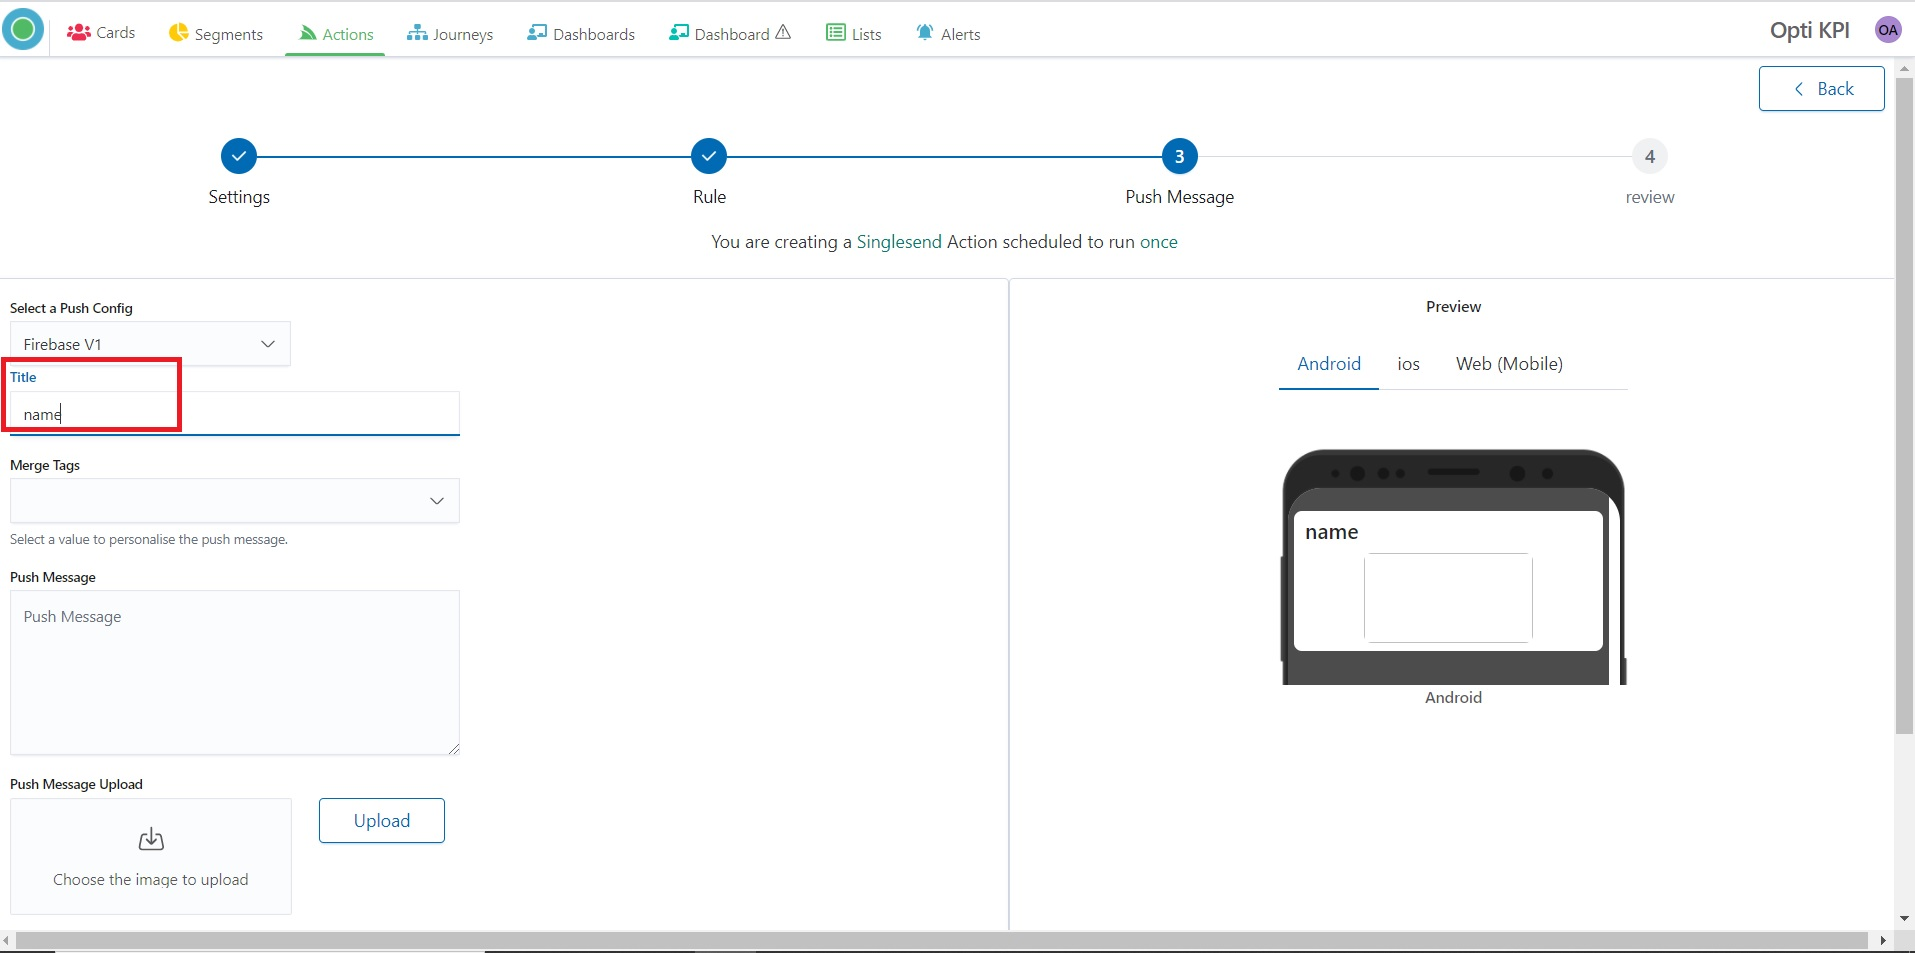 Cards Segments Actions Journeys Dashboards Dashboard Lists Alerts Opti KPI OA
Back
3 4
Settings Rule Push Message review
You are creating a Singlesend Action scheduled to run once
Select a Push Config
Firebase V1
Title
name
Merge Tags
Select a value to personalise the push message.
Push Message
Push Message
Push Message Upload
Choose the image to upload
Upload
Preview
Android ios Web (Mobile)
name
Android